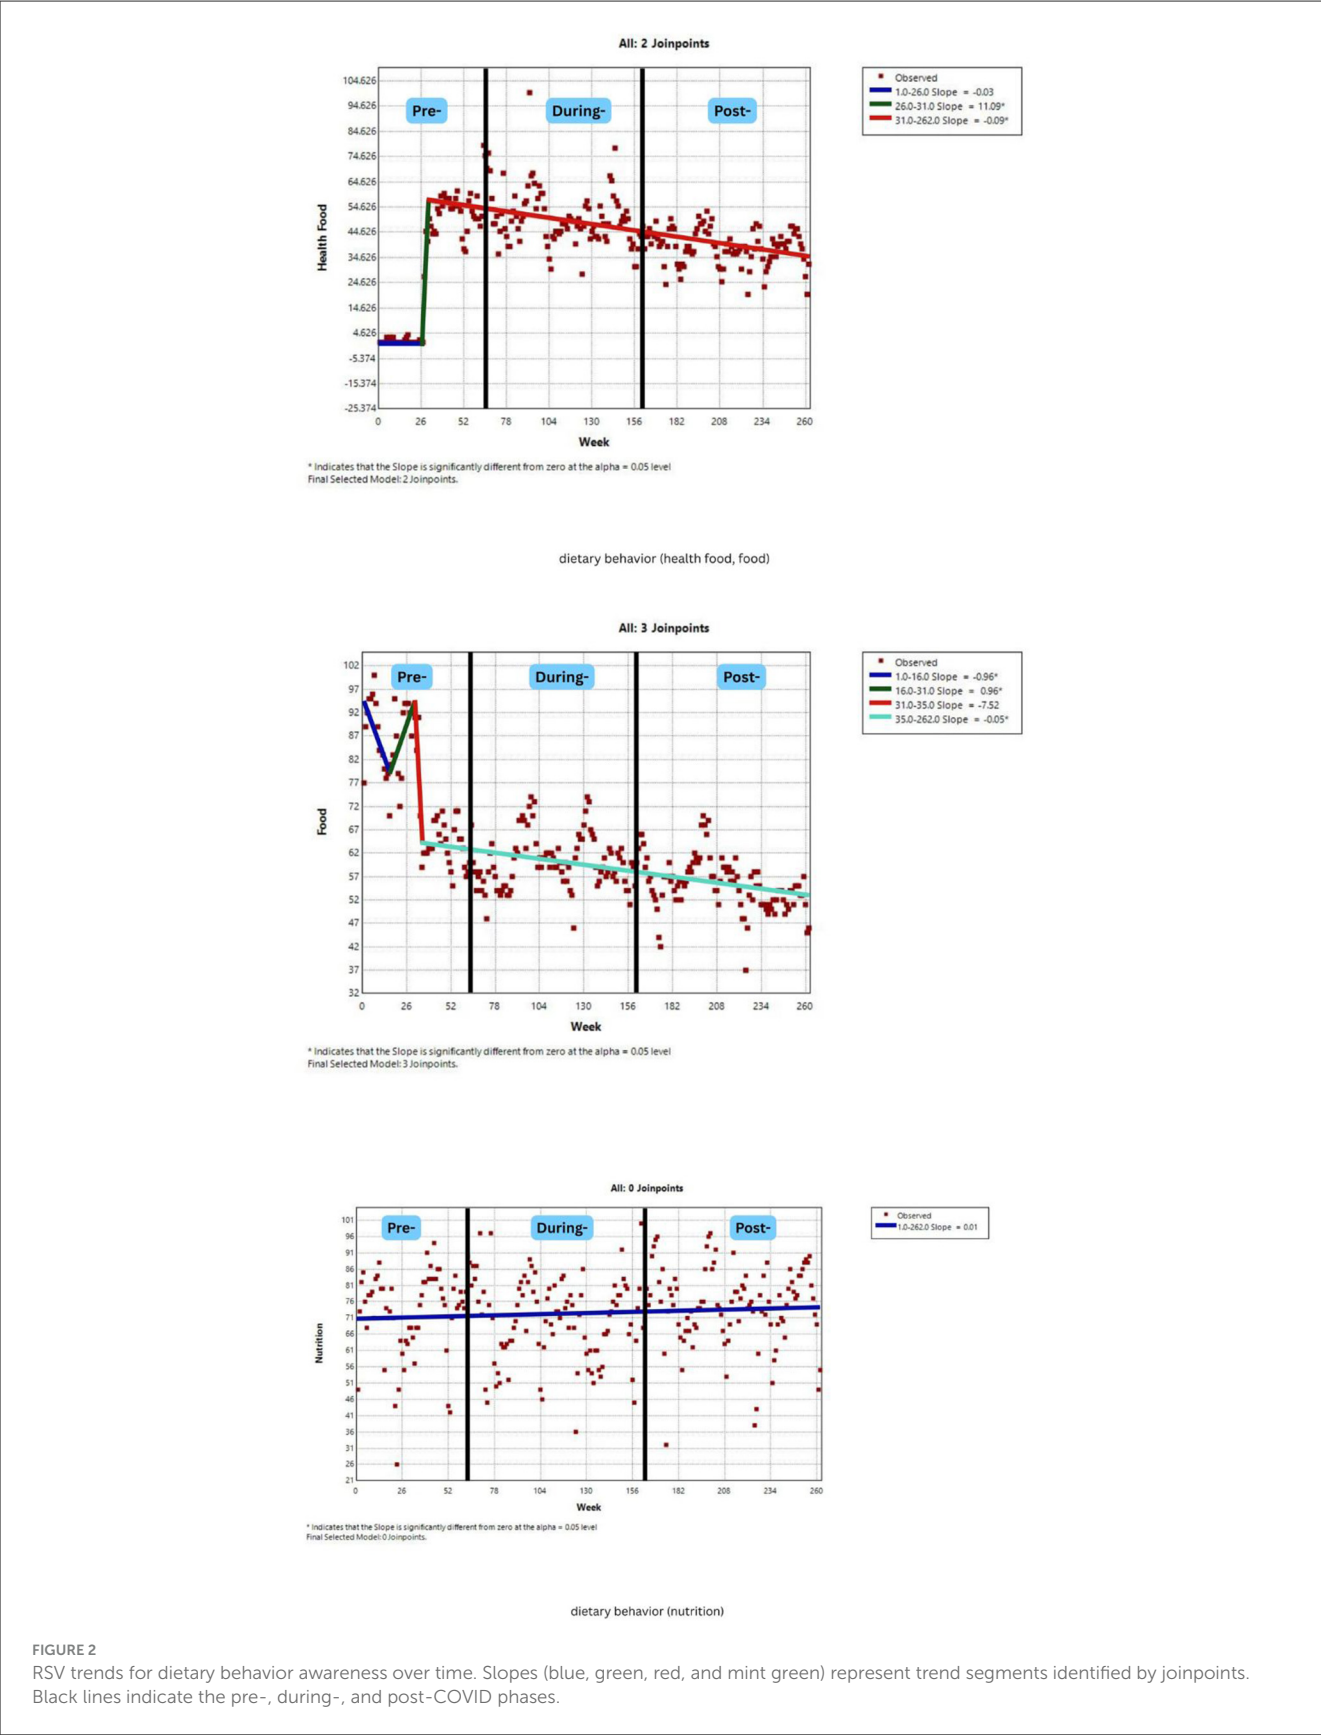 All: 2 Joinpoints
104.626
94.626
84.626
74.626
64.626
54.626
44.626
34.626
24.626
14.626
4.626
-5.374
-15.374
-25.374
Health Food
Pre-
During-
Post-
0 26 52 78 104 130 156 182 208 234 260
Week
Observed
1.0-26.0 Slope = -0.03
26.0-31.0 Slope = 11.09*
31.0-262.0 Slope = -0.09*
* Indicates that the Slope is significantly different from zero at the alpha = 0.05 level
Final Selected Model: 2 Joinpoints.
dietary behavior (health food, food)
All: 3 Joinpoints
102
97
92
87
82
77
72
67
62
57
52
47
42
37
32
Food
Pre-
During-
Post-
0 26 52 78 104 130 156 182 208 234 260
Week
Observed
1.0-16.0 Slope = -0.96*
16.0-31.0 Slope = 0.96*
31.0-35.0 Slope = -7.52
35.0-262.0 Slope = -0.05*
* Indicates that the Slope is significantly different from zero at the alpha = 0.05 level
Final Selected Model: 3 Joinpoints.
All: 0 Joinpoints
101
96
91
86
81
76
71
66
61
56
51
46
41
36
31
26
21
Nutrition
Pre-
During-
Post-
0 26 52 78 104 130 156 182 208 234 260
Week
Observed
1.0-262.0 Slope = 0.01
* Indicates that the Slope is significantly different from zero at the alpha = 0.05 level
Final Selected Model: 0 Joinpoints.
dietary behavior (nutrition)
FIGURE 2
RSV trends for dietary behavior awareness over time. Slopes (blue, green, red, and mint green) represent trend segments identified by joinpoints.
Black lines indicate the pre-, during-, and post-COVID phases.